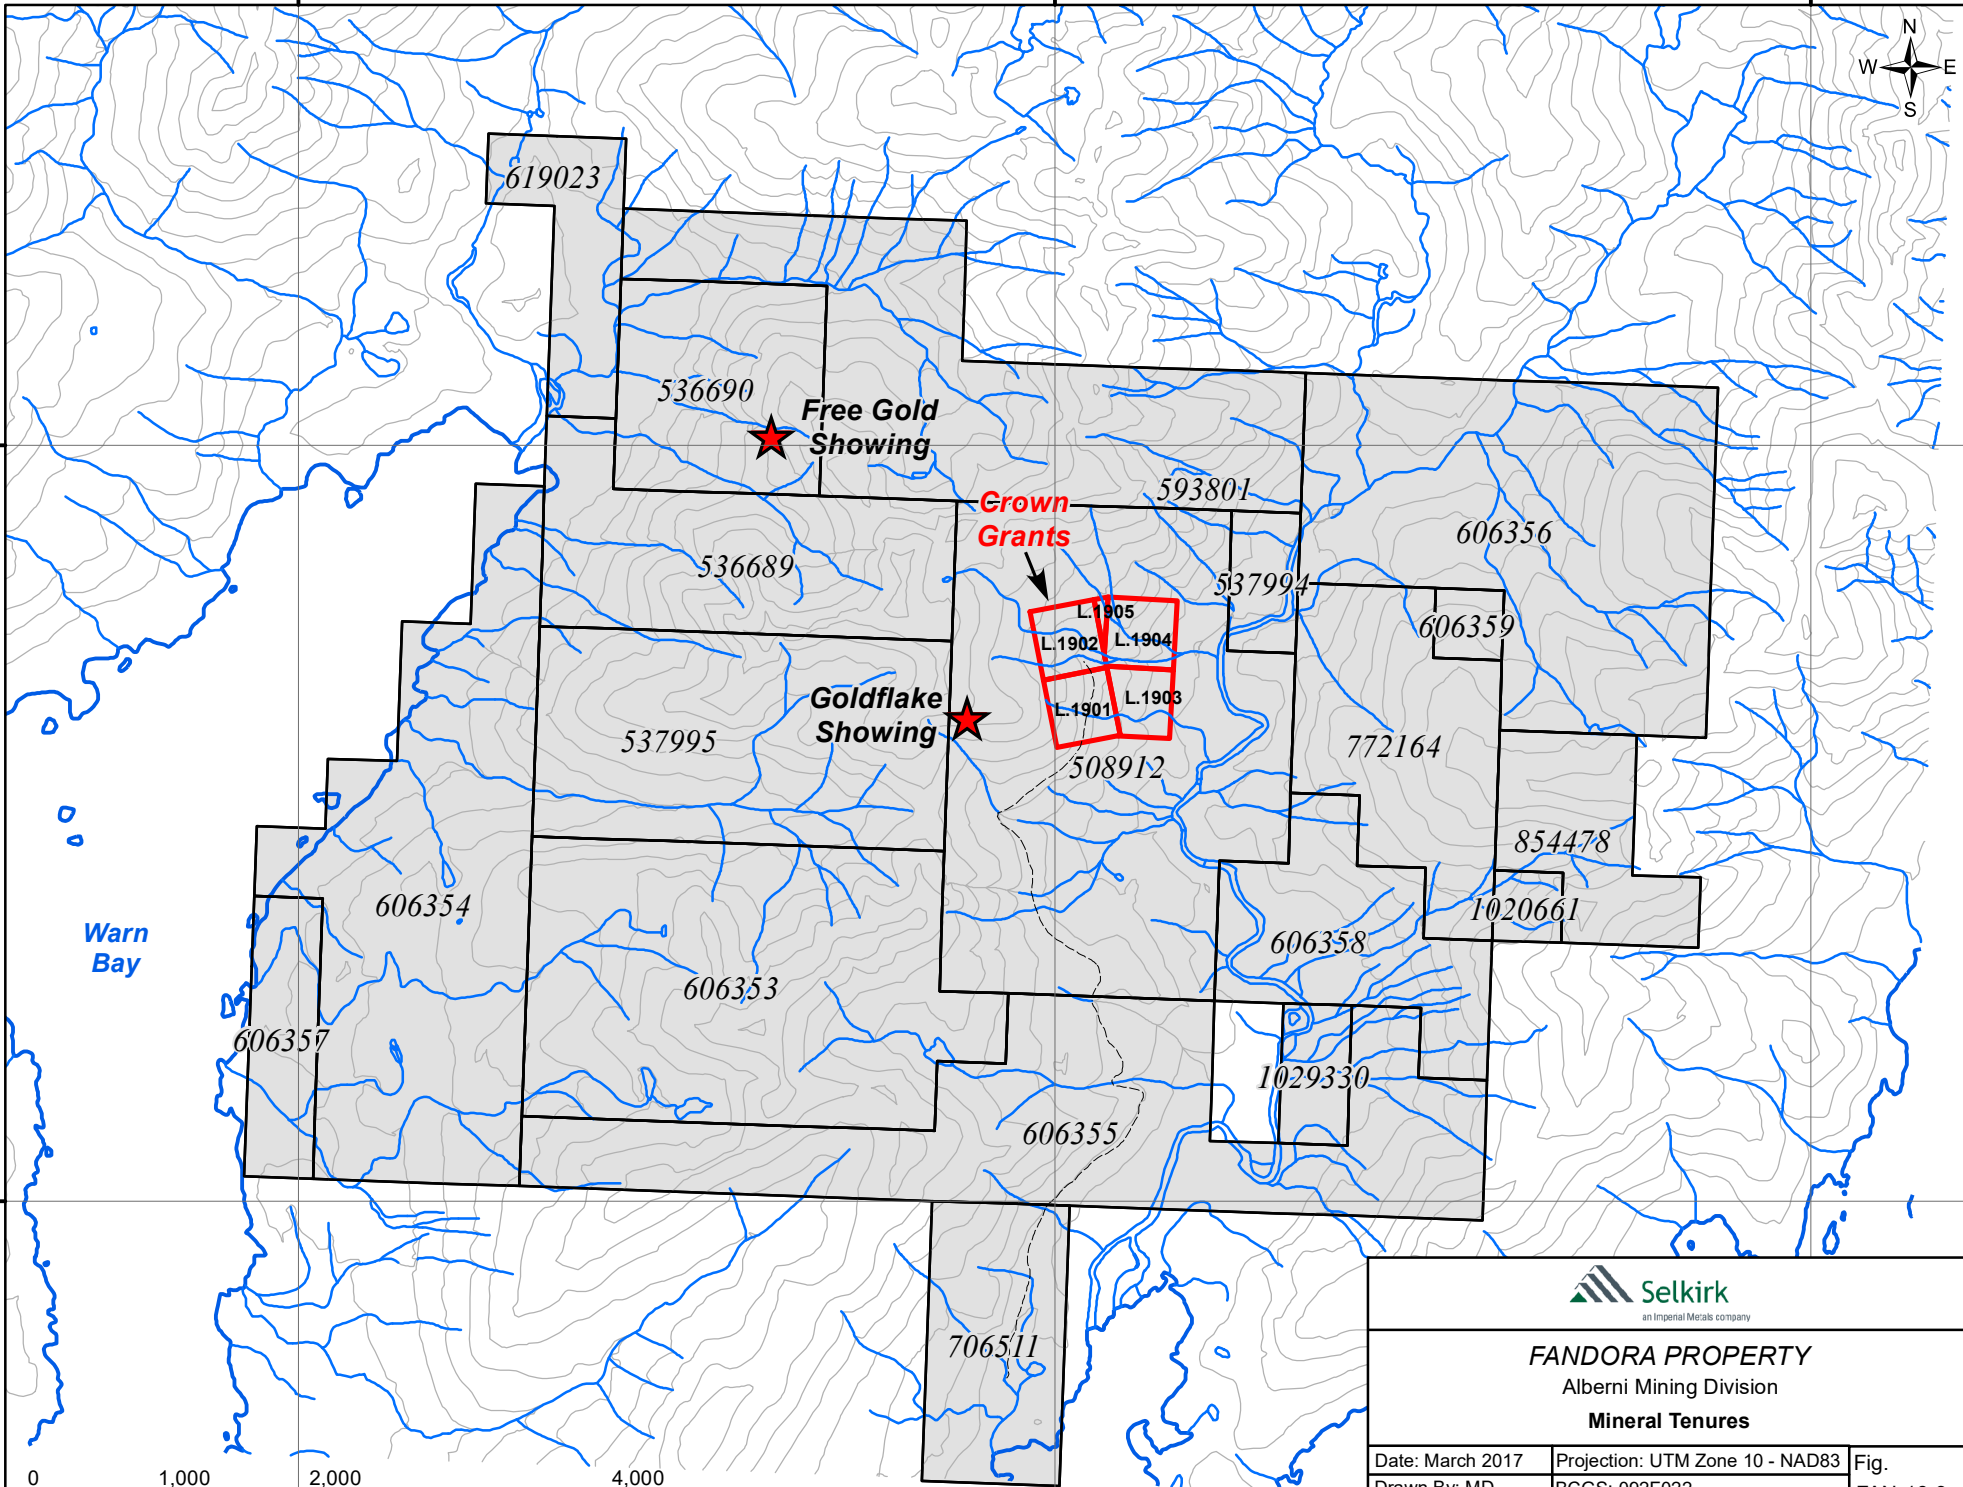 N
W
E
S
619023
536690
Free Gold
Showing
593801
Crown
Grants
606356
536689
537994
L.1905
606359
L.1902
L.1904
Goldflake
Showing
L.1901
L.1903
537995
772164
508912
854478
606354
1020661
Warn
Bay
606358
606353
606357
1029330
606355
706511
Selkirk
an Imperial Metals company
FANDORA PROPERTY
Alberni Mining Division
Mineral Tenures
Date: March 2017
Projection: UTM Zone 10 - NAD83
Fig.
0
1,000
2,000
4,000